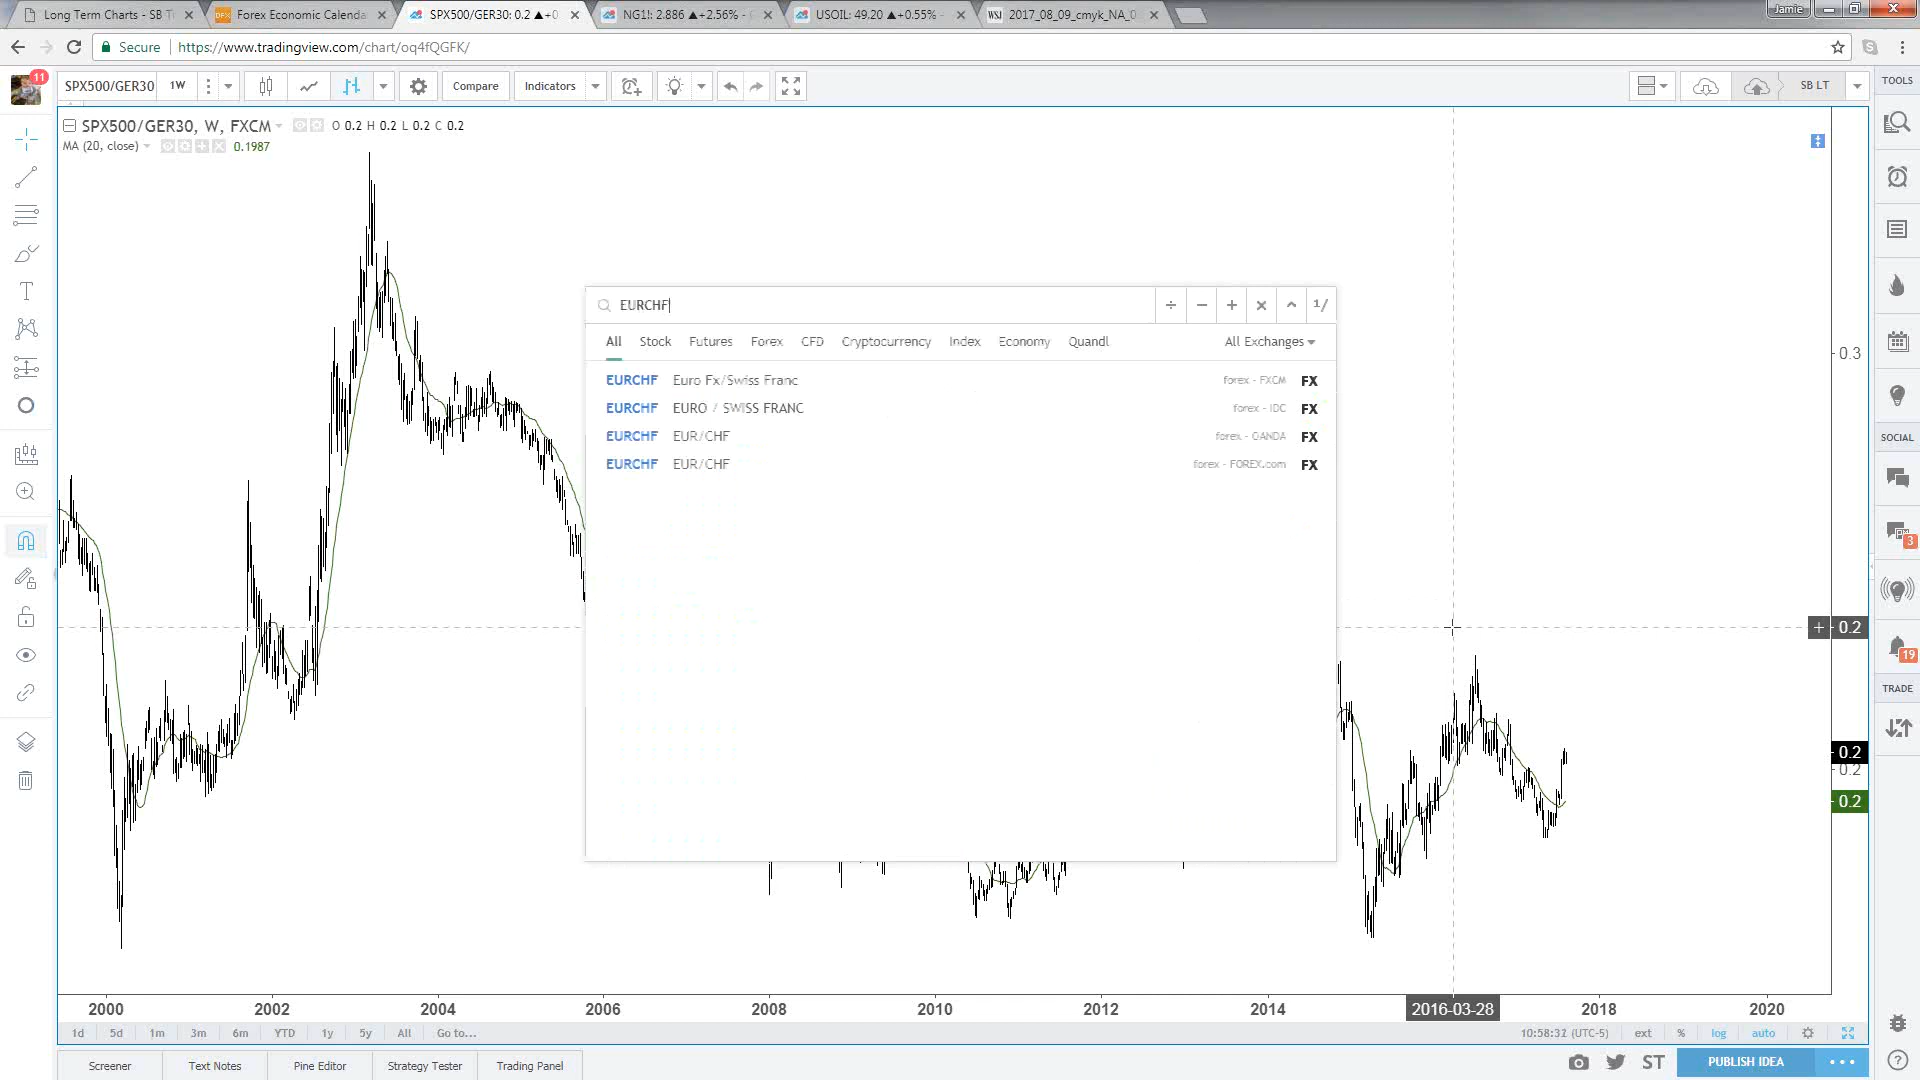 Long Term Charts - SB T
Forex Economic Calenda
SPX500/GER30: 0.2 ▲+0
NG1!: 2.886 ▲+2.56% -
USOIL: 49.20 ▲+0.55% -
WSJ 2017_08_09_cmyk_NA_0
Jamie
Secure https://www.tradingview.com/chart/oq4fQGFK/
11
SPX500/GER30 1W Compare Indicators SB LT TOOLS
SPX500/GER30, W, FXCM O 0.2 H 0.2 L 0.2 C 0.2
MA (20, close) 0.1987
EURCHF ÷ − + × ^ 1/
All Stock Futures Forex CFD Cryptocurrency Index Economy Quandl All Exchanges
EURCHF Euro Fx/Swiss Franc forex - FXCM FX
EURCHF EURO / SWISS FRANC forex - IDC FX
EURCHF EUR/CHF forex - OANDA FX
EURCHF EUR/CHF forex - FOREX.com FX
0.3
0.2
0.2
0.2
0.2
SOCIAL
3
19
TRADE
2000 2002 2004 2006 2008 2010 2012 2014 2016-03-28 2018 2020
1d 5d 1m 3m 6m YTD 1y 5y All Go to... 10:58:32 (UTC-5) ext % log auto
Screener Text Notes Pine Editor Strategy Tester Trading Panel ST PUBLISH IDEA